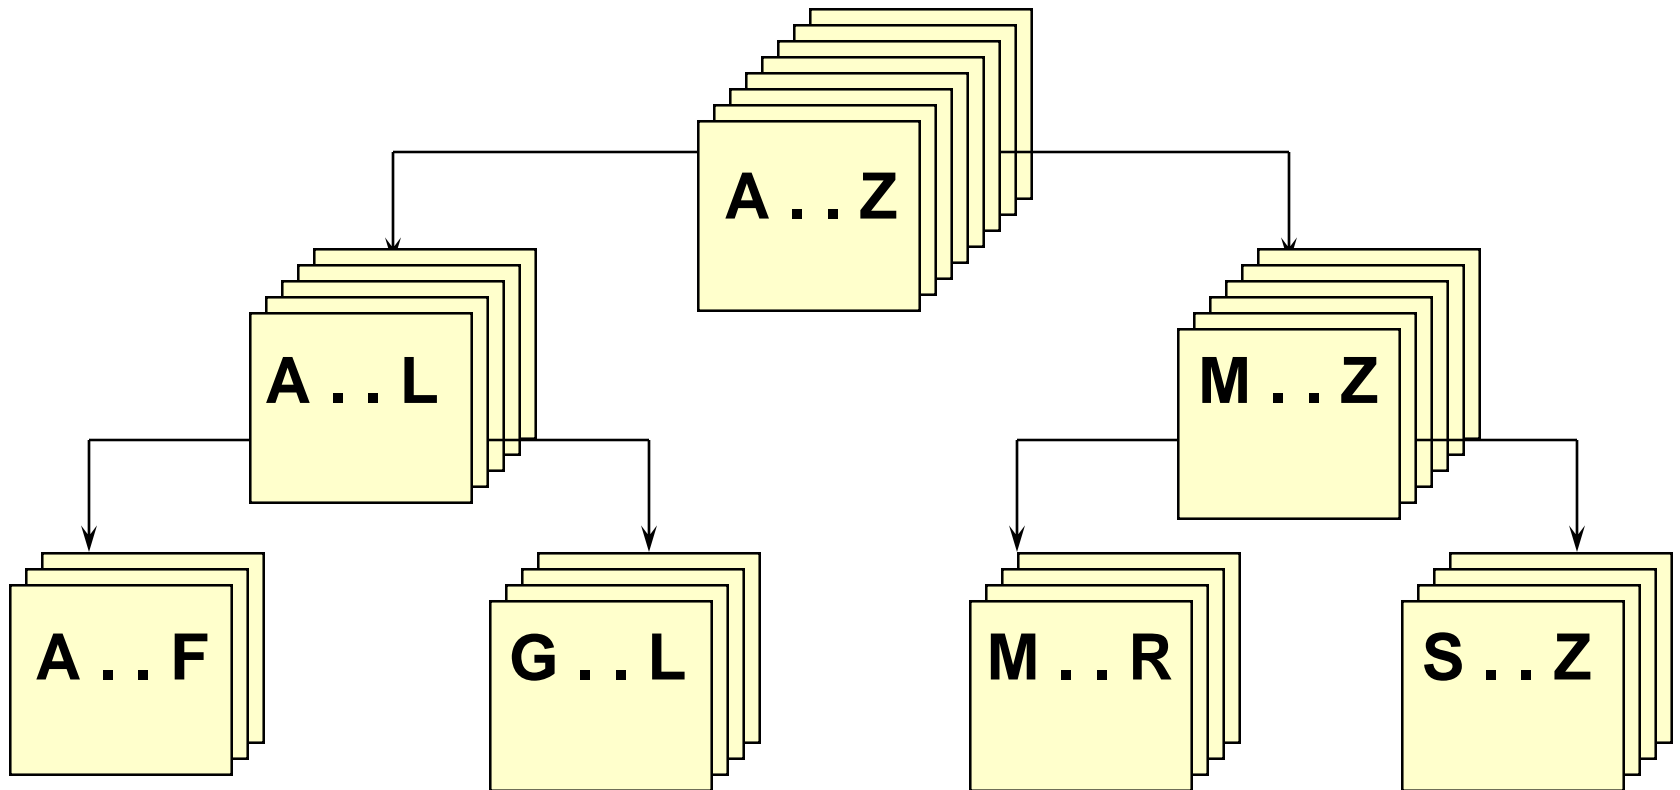 A . . Z
A . . L
M . . Z
A . . F
G . . L
M . . R
S . . Z